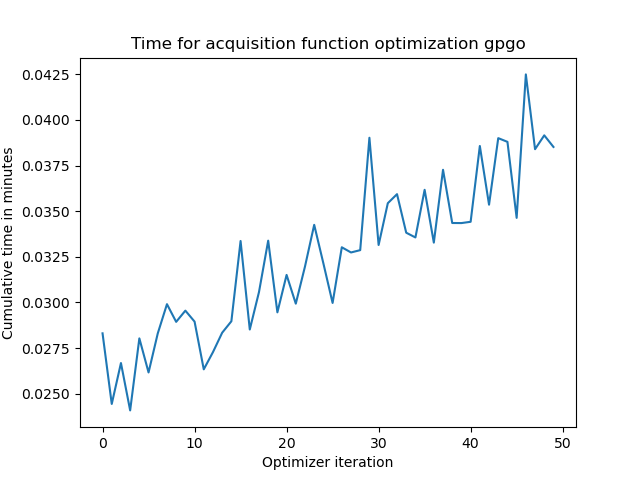 Time for acquisition function optimization gpgo
0.0425
0.0400
0.0375
0.0350
0.0325
0.0300
0.0275
0.0250
Cumulative time in minutes
0 10 20 30 40 50
Optimizer iteration